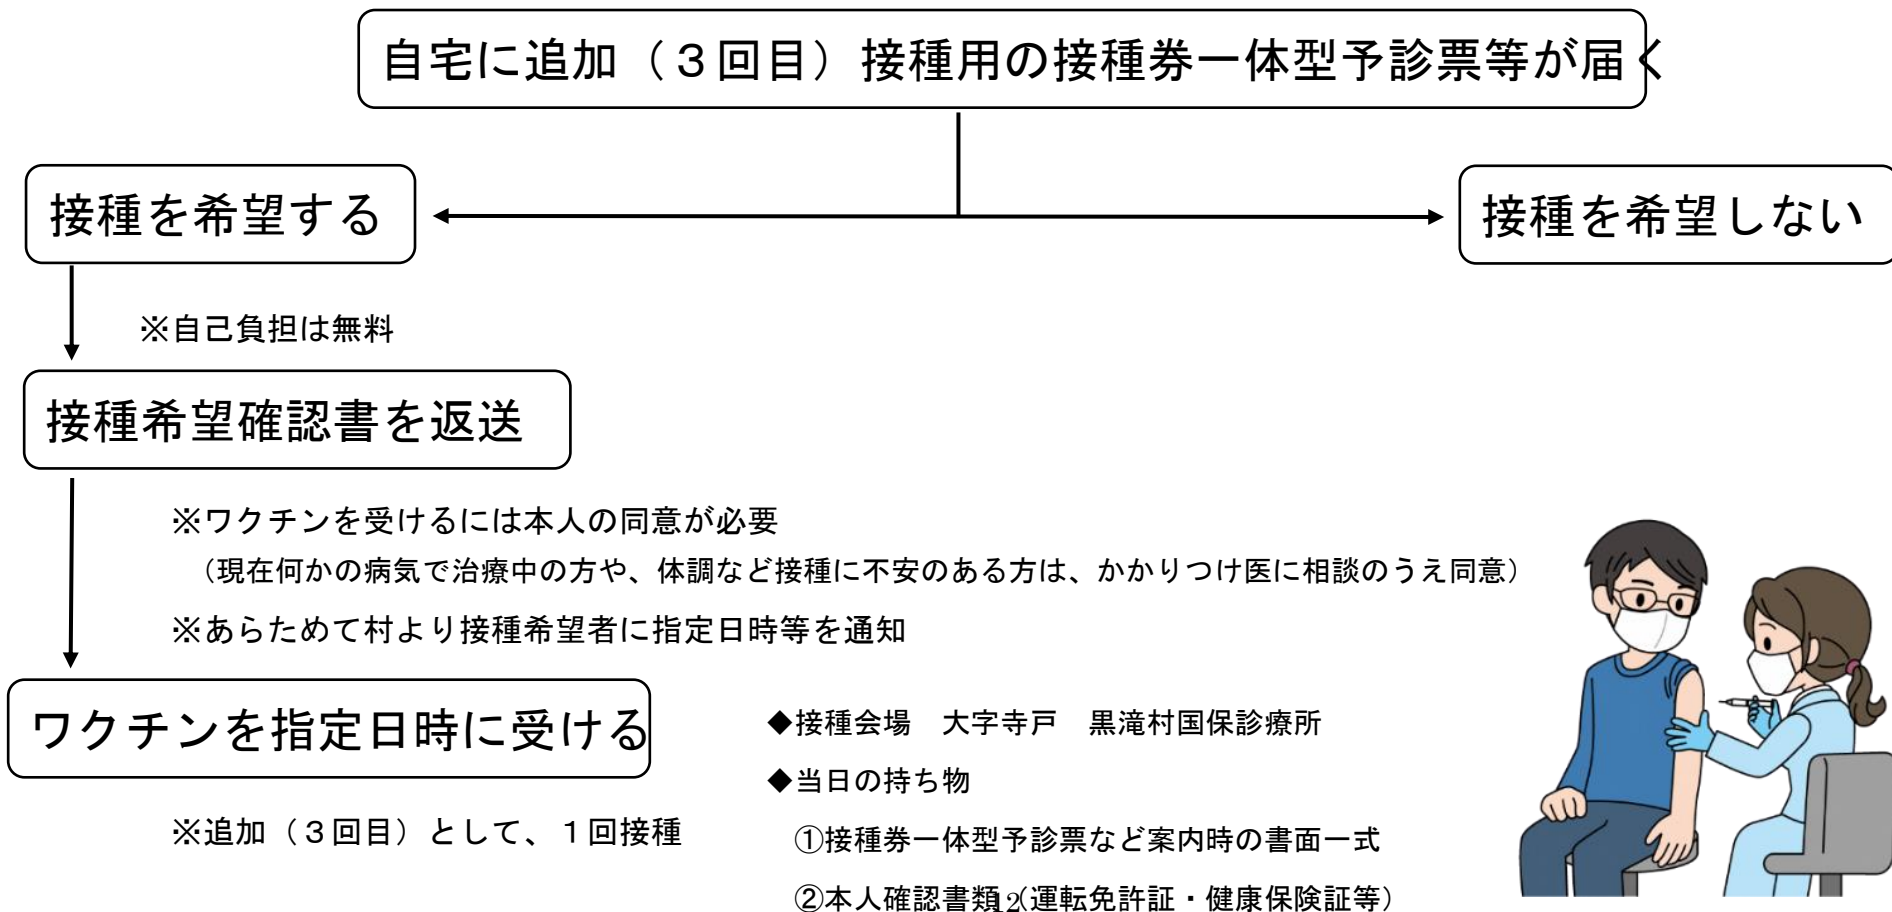 自宅に追加（３回目）接種用の接種券一体型予診票等が届く
接種を希望する
接種を希望しない
※自己負担は無料
接種希望確認書を返送
※ワクチンを受けるには本人の同意が必要
（現在何かの病気で治療中の方や、体調など接種に不安のある方は、かかりつけ医に相談のうえ同意）
※あらためて村より接種希望者に指定日時等を通知
ワクチンを指定日時に受ける
※追加（３回目）として、１回接種
◆接種会場　大字寺戸　黒滝村国保診療所
◆当日の持ち物
①接種券一体型予診票など案内時の書面一式
②本人確認書類（運転免許証・健康保険証等）
12